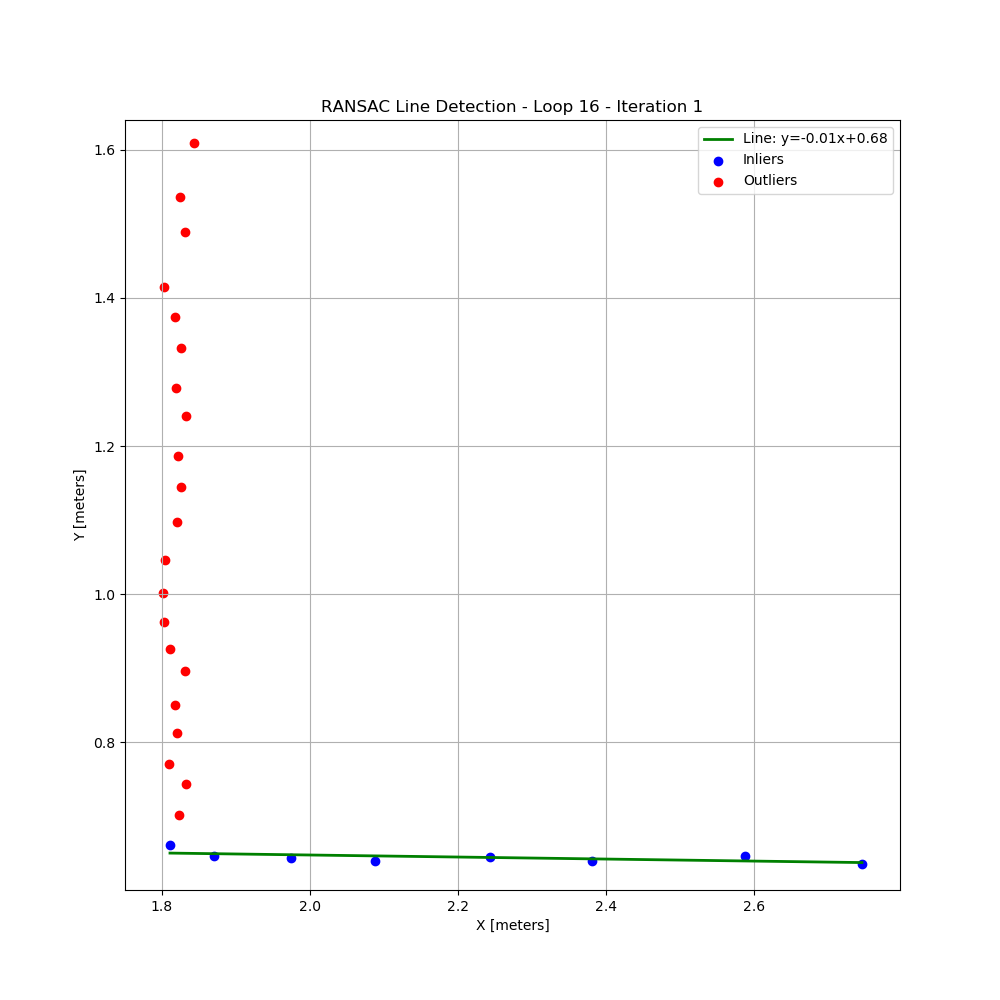 RANSAC Line Detection - Loop 16 - Iteration 1
Line: y=-0.01x+0.68
Inliers
Outliers
1.6
1.4
1.2
1.0
0.8
Y [meters]
1.8 2.0 2.2 2.4 2.6
X [meters]